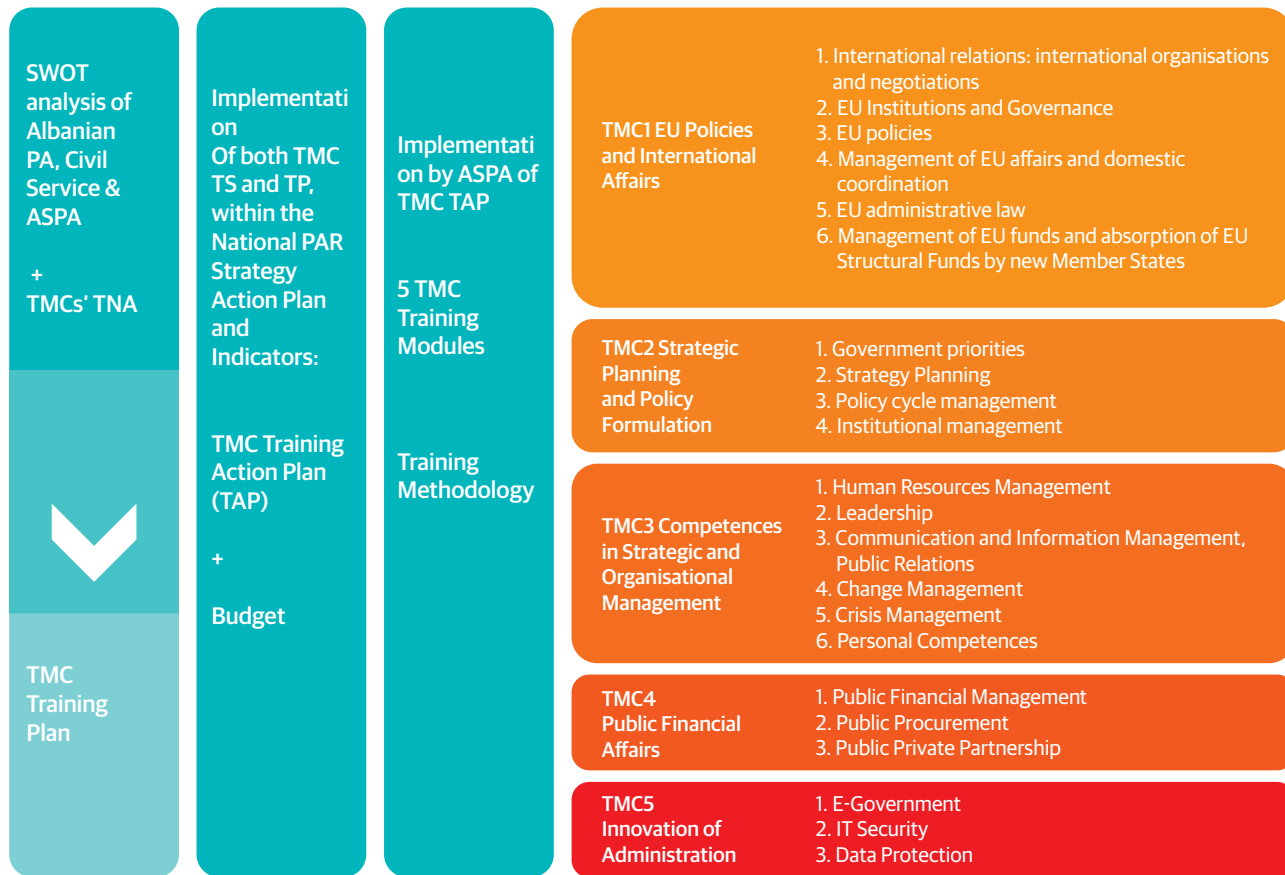 SWOT
analysis of
Albanian
PA, Civil
Service &
ASPA
+
TMCs' TNA
TMC
Training
Plan
Implementati
on
Of both TMC
TS and TP,
within the
National PAR
Strategy
Action Plan
and
Indicators:
TMC Training
Action Plan
(TAP)
+
Budget
Implementati
on by ASPA of
TMC TAP
5 TMC
Training
Modules
Training
Methodology
TMC1 EU Policies
and International
Affairs
1. International relations: international organisations
and negotiations
2. EU Institutions and Governance
3. EU policies
4. Management of EU affairs and domestic
coordination
5. EU administrative law
6. Management of EU funds and absorption of EU
Structural Funds by new Member States
TMC2 Strategic
Planning
and Policy
Formulation
1. Government priorities
2. Strategy Planning
3. Policy cycle management
4. Institutional management
TMC3 Competences
in Strategic and
Organisational
Management
1. Human Resources Management
2. Leadership
3. Communication and Information Management,
Public Relations
4. Change Management
5. Crisis Management
6. Personal Competences
TMC4
Public Financial
Affairs
1. Public Financial Management
2. Public Procurement
3. Public Private Partnership
TMC5
Innovation of
Administration
1. E-Government
2. IT Security
3. Data Protection